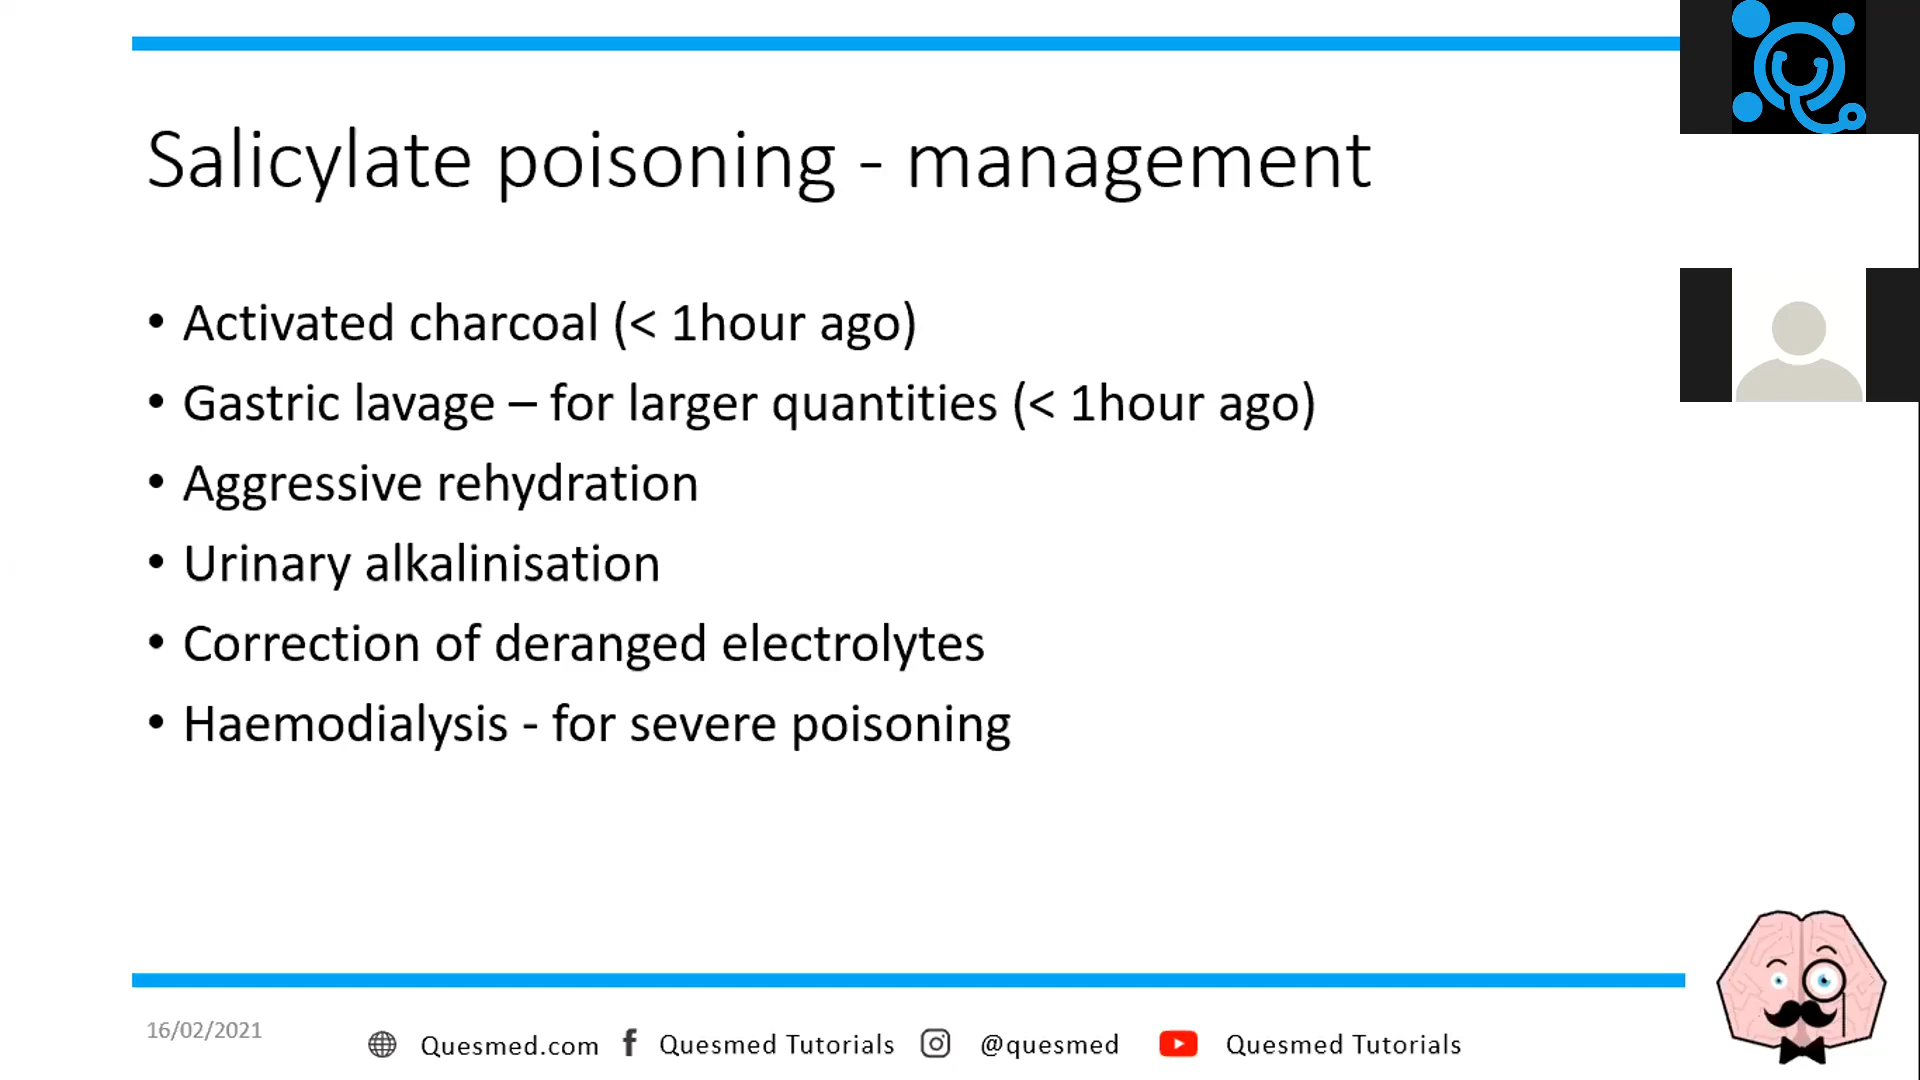 Salicylate poisoning - management
• Activated charcoal (< 1hour ago)
• Gastric lavage – for larger quantities (< 1hour ago)
• Aggressive rehydration
• Urinary alkalinisation
• Correction of deranged electrolytes
• Haemodialysis - for severe poisoning
16/02/2021 Quesmed.com Quesmed Tutorials @quesmed Quesmed Tutorials